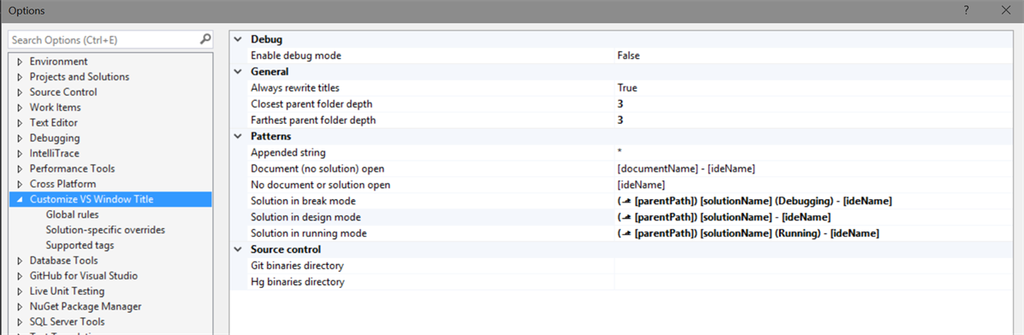 Options
?
Search Options (Ctrl+E)
Environment
Projects and Solutions
Source Control
Work Items
Text Editor
Debugging
IntelliTrace
Performance Tools
Cross Platform
Customize VS Window Title
Global rules
Solution-specific overrides
Supported tags
Database Tools
GitHub for Visual Studio
Live Unit Testing
NuGet Package Manager
SQL Server Tools
Debug
Enable debug mode False
General
Always rewrite titles True
Closest parent folder depth 3
Farthest parent folder depth 3
Patterns
Appended string *
Document (no solution) open [documentName] - [ideName]
No document or solution open [ideName]
Solution in break mode ( [parentPath]) [solutionName] (Debugging) - [ideName]
Solution in design mode ( [parentPath]) [solutionName] - [ideName]
Solution in running mode ( [parentPath]) [solutionName] (Running) - [ideName]
Source control
Git binaries directory
Hg binaries directory